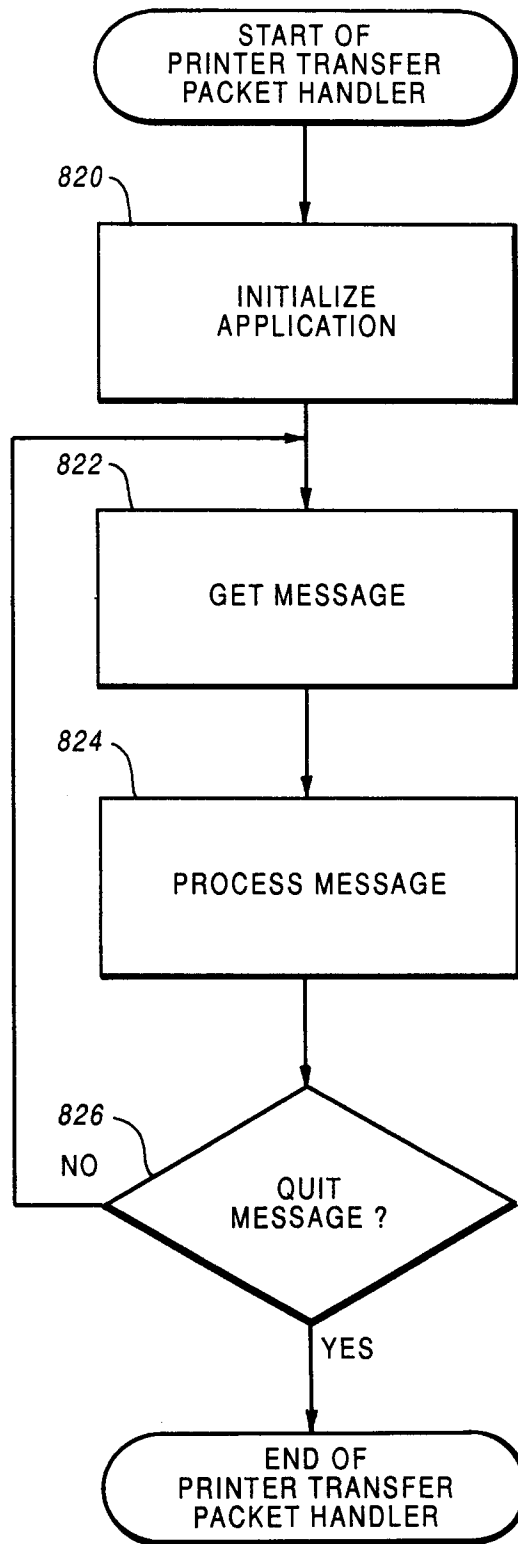 START OF
PRINTER TRANSFER
PACKET HANDLER
820
INITIALIZE
APPLICATION
822
GET MESSAGE
824
PROCESS MESSAGE
826
NO
QUIT
MESSAGE ?
YES
END OF
PRINTER TRANSFER
PACKET HANDLER